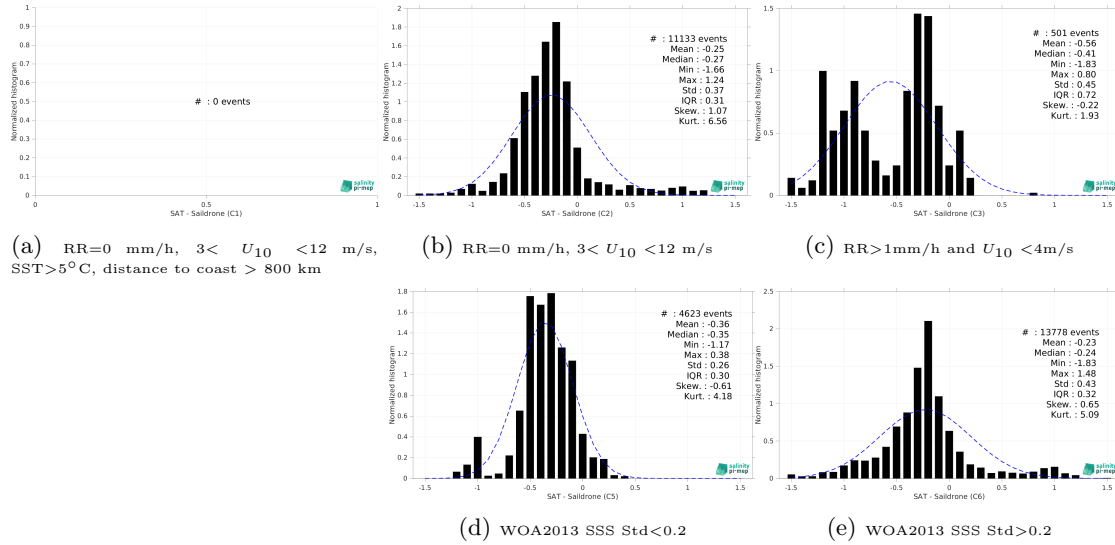 1
0.9
0.8
0.7
0.6
0.5
0.4
0.3
0.2
0.1
0
Normalized histogram
# : 0 events
salinity
pi-mep
0 0.5 1
SAT - Saildrone (C1)
(a) RR=0 mm/h, 3< U10 <12 m/s,
SST>5°C, distance to coast > 800 km
2
1.8
1.6
1.4
1.2
1
0.8
0.6
0.4
0.2
0
Normalized histogram
# : 11133 events
Mean : -0.25
Median : -0.27
Min : -1.66
Max : 1.24
Std : 0.37
IQR : 0.31
Skew. : 1.07
Kurt. : 6.56
salinity
pi-mep
-1.5 -1 -0.5 0 0.5 1 1.5
SAT - Saildrone (C2)
(b) RR=0 mm/h, 3< U10 <12 m/s
1.5
1
0.5
0
Normalized histogram
# : 501 events
Mean : -0.56
Median : -0.41
Min : -1.83
Max : 0.80
Std : 0.45
IQR : 0.72
Skew. : -0.22
Kurt. : 1.93
salinity
pi-mep
-1.5 -1 -0.5 0 0.5 1 1.5
SAT - Saildrone (C3)
(c) RR>1mm/h and U10 <4m/s
1.8
1.6
1.4
1.2
1
0.8
0.6
0.4
0.2
0
Normalized histogram
# : 4623 events
Mean : -0.36
Median : -0.35
Min : -1.17
Max : 0.38
Std : 0.26
IQR : 0.30
Skew. : -0.61
Kurt. : 4.18
salinity
pi-mep
-1.5 -1 -0.5 0 0.5 1 1.5
SAT - Saildrone (C5)
(d) WOA2013 SSS Std<0.2
2.5
2
1.5
1
0.5
0
Normalized histogram
# : 13778 events
Mean : -0.23
Median : -0.24
Min : -1.83
Max : 1.48
Std : 0.43
IQR : 0.32
Skew. : 0.65
Kurt. : 5.09
salinity
pi-mep
-1.5 -1 -0.5 0 0.5 1 1.5
SAT - Saildrone (C6)
(e) WOA2013 SSS Std>0.2